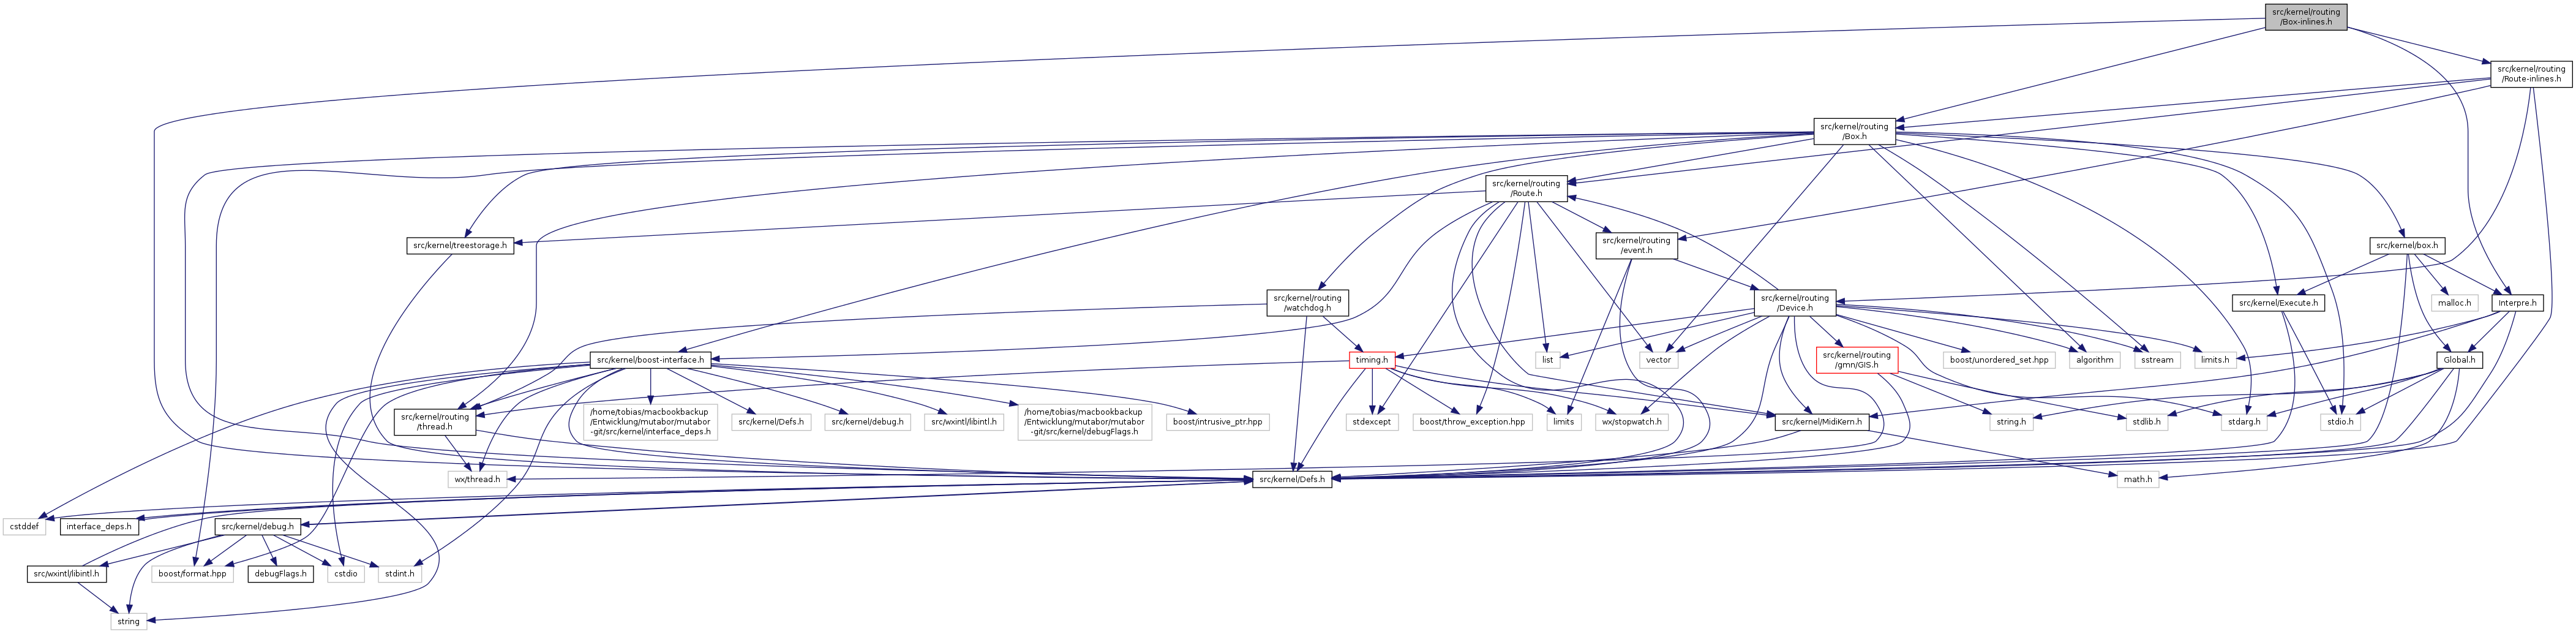 src/kernel/routing
/Box-inlines.h
src/kernel/routing
/Route-inlines.h
src/kernel/routing
/Box.h
src/kernel/routing
/Route.h
src/kernel/treestorage.h
src/kernel/routing
/event.h
src/kernel/box.h
src/kernel/routing
/watchdog.h
src/kernel/routing
/Device.h
src/kernel/Execute.h
malloc.h
Interpre.h
src/kernel/boost-interface.h
timing.h
list
vector
src/kernel/routing
/gmn/GIS.h
boost/unordered_set.hpp
algorithm
sstream
limits.h
Global.h
src/kernel/routing
/thread.h
/home/tobias/macbookbackup
/Entwicklung/mutabor/mutabor
-git/src/kernel/interface_deps.h
src/kernel/Defs.h
src/kernel/debug.h
src/wxintl/libintl.h
/home/tobias/macbookbackup
/Entwicklung/mutabor/mutabor
-git/src/kernel/debugFlags.h
boost/intrusive_ptr.hpp
stdexcept
boost/throw_exception.hpp
limits
wx/stopwatch.h
src/kernel/MidiKern.h
string.h
stdlib.h
stdarg.h
stdio.h
wx/thread.h
src/kernel/Defs.h
math.h
cstddef
interface_deps.h
src/kernel/debug.h
src/wxintl/libintl.h
boost/format.hpp
debugFlags.h
cstdio
stdint.h
string